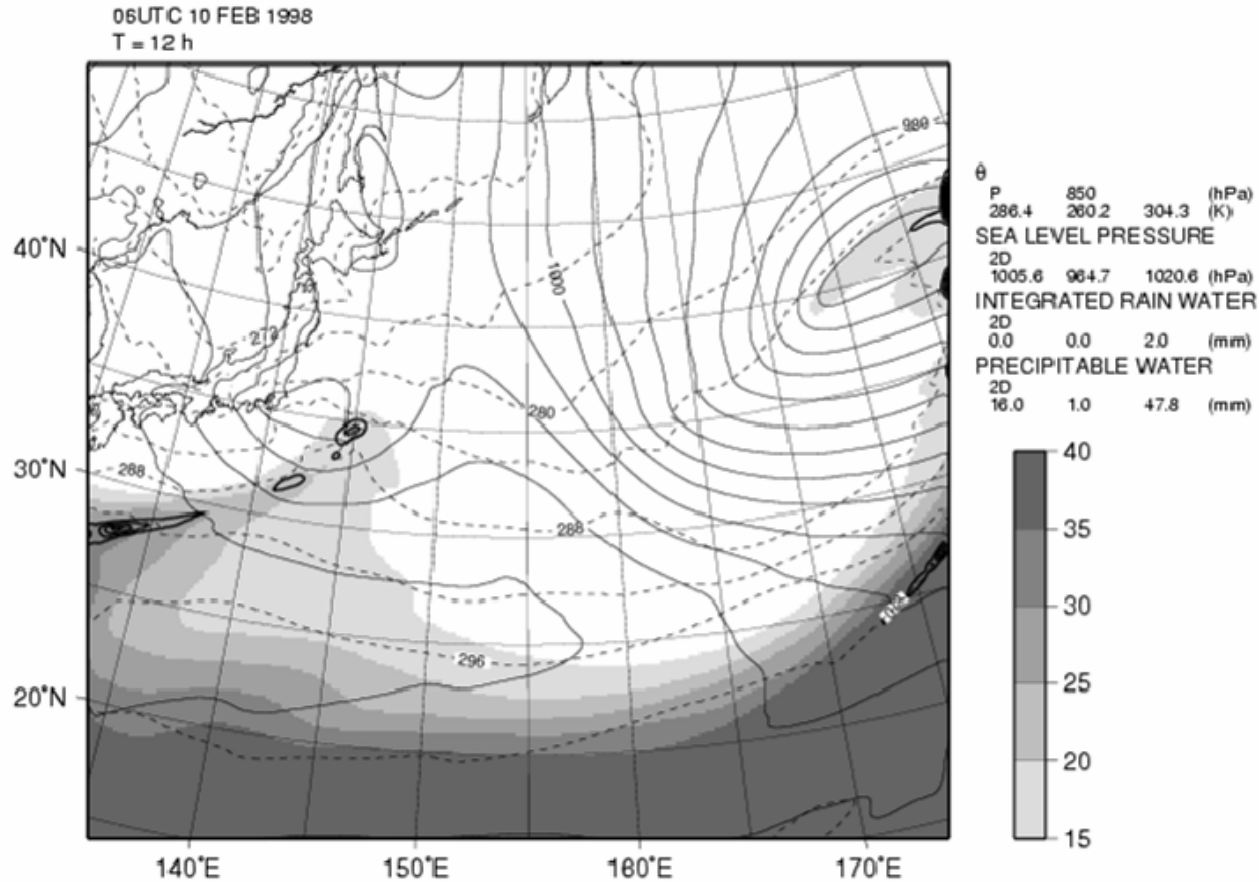 06UTC 10 FEB 1998
T = 12 h
980
θ̂
P 850 (hPa)
286.4 260.2 304.3 (K)
SEA LEVEL PRESSURE
2D
1005.6 964.7 1020.6 (hPa)
INTEGRATED RAIN WATER
2D
0.0 0.0 2.0 (mm)
PRECIPITABLE WATER
2D
16.0 1.0 47.8 (mm)
40˚N
1000
272
280
30˚N
288
288
296
20˚N
40
35
30
25
20
15
140˚E
150˚E
160˚E
170˚E